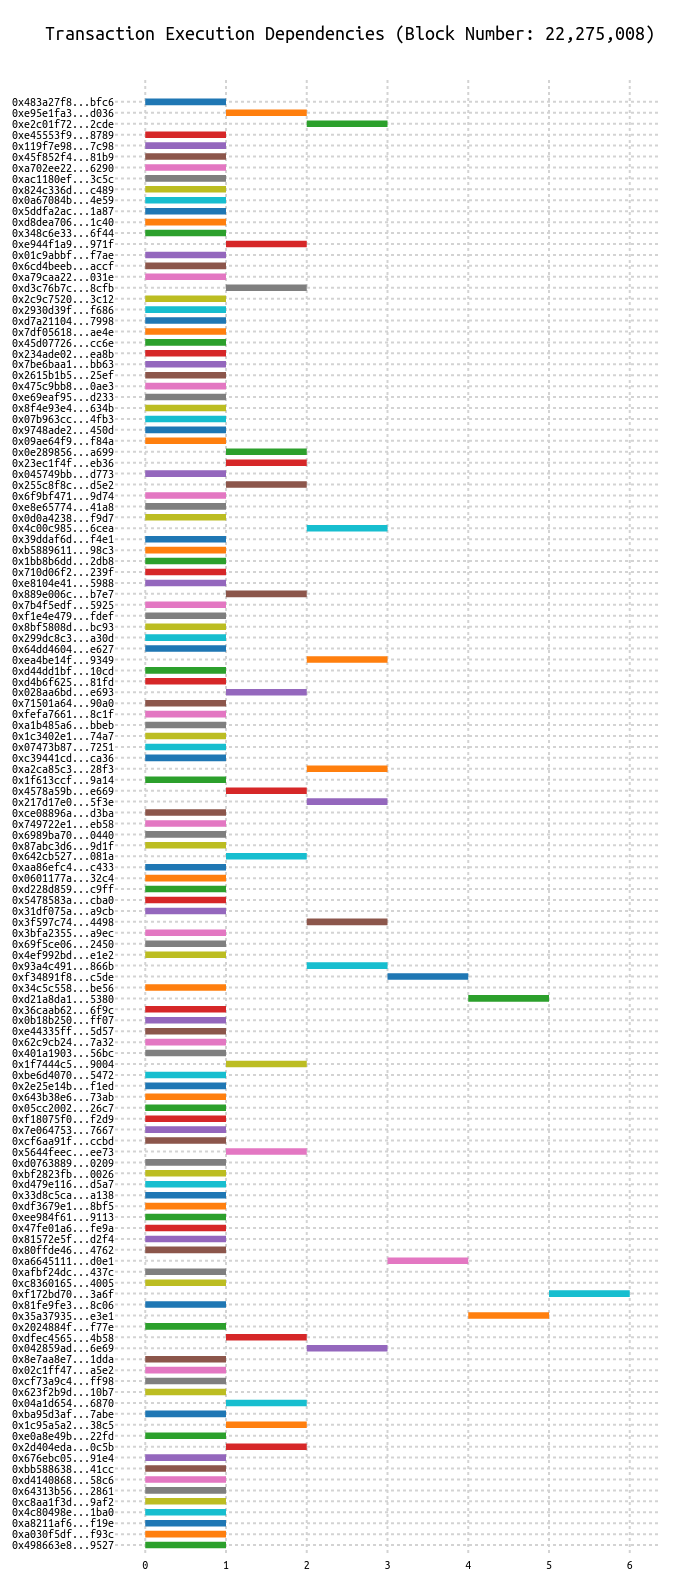 Transaction Execution Dependencies (Block Number: 22,275,008)
0x483a27f8...bfc6
0xe95e1fa3...d036
0xe2c01f72...2cde
0xe45553f9...8789
0x119f7e98...7c98
0x45f852f4...81b9
0xa702ee22...6290
0xac1180ef...3c5c
0x824c336d...c489
0x0a67084b...4e59
0x5ddfa2ac...1a87
0xd8dea706...1c40
0x348c6e33...6f44
0xe944f1a9...971f
0x01c9abbf...f7ae
0x6cd4beeb...accf
0xa79caa22...031e
0xd3c76b7c...8cfb
0x2c9c7520...3c12
0x2930d39f...f686
0xd7a21104...7998
0x7df05618...ae4e
0x45d07726...cc6e
0x234ade02...ea8b
0x7be6baa1...bb63
0x2615b1b5...25ef
0x475c9bb8...0ae3
0xe69eaf95...d233
0x8f4e93e4...634b
0x07b963cc...4fb3
0x9748ade2...450d
0x09ae64f9...f84a
0x0e289856...a699
0x23ec1f4f...eb36
0x045749bb...d773
0x255c8f8c...d5e2
0x6f9bf471...9d74
0xe8e65774...41a8
0x0d0a4238...f9d7
0x4c00c985...6cea
0x39ddaf6d...f4e1
0xb5889611...98c3
0x1bb8b6dd...2db8
0x710d06f2...239f
0xe8104e41...5988
0x889e006c...b7e7
0x7b4f5edf...5925
0xf1e4e479...fdef
0x8bf5808d...bc93
0x299dc8c3...a30d
0x64dd4604...e627
0xea4be14f...9349
0xd44dd1bf...10cd
0xd4b6f625...81fd
0x028aa6bd...e693
0x71501a64...90a0
0xfefa7661...8c1f
0xa1b485a6...bbeb
0x1c3402e1...74a7
0x07473b87...7251
0xc39441cd...ca36
0xa2ca85c3...28f3
0x1f613ccf...9a14
0x4578a59b...e669
0x217d17e0...5f3e
0xce08896a...d3ba
0x749722e1...eb58
0x6989ba70...0440
0x87abc3d6...9d1f
0x642cb527...081a
0xaa86efc4...c433
0x0601177a...32c4
0xd228d859...c9ff
0x5478583a...cba0
0x31df075a...a9cb
0x3f597c74...4498
0x3bfa2355...a9ec
0x69f5ce06...2450
0x4ef992bd...e1e2
0x93a4c491...866b
0xf34891f8...c5de
0x34c5c558...be56
0xd21a8da1...5380
0x36caab62...6f9c
0x0b18b250...ff07
0xe44335ff...5d57
0x62c9cb24...7a32
0x401a1903...56bc
0x1f7444c5...9004
0xbe6d4070...5472
0x2e25e14b...f1ed
0x643b38e6...73ab
0x05cc2002...26c7
0xf18075f0...f2d9
0x7e064753...7667
0xcf6aa91f...ccbd
0x5644feec...ee73
0xd0763889...0209
0xbf2823fb...0026
0xd479e116...d5a7
0x33d8c5ca...a138
0xdf3679e1...8bf5
0xee984f61...9113
0x47fe01a6...fe9a
0x81572e5f...d2f4
0x80ffde46...4762
0xa6645111...d0e1
0xafbf24dc...437c
0xc8360165...4005
0xf172bd70...3a6f
0x81fe9fe3...8c06
0x35a37935...e3e1
0x2024884f...f77e
0xdfec4565...4b58
0x042859ad...6e69
0x8e7aa8e7...1dda
0x02c1ff47...a5e2
0xcf73a9c4...ff98
0x623f2b9d...10b7
0x04a1d654...6870
0xba95d3af...7abe
0x1c95a5a2...38c5
0xe0a8e49b...22fd
0x2d404eda...0c5b
0x676ebc05...91e4
0xbb588638...41cc
0xd4140868...58c6
0x64313b56...2861
0xc8aa1f3d...9af2
0x4c80498e...1ba0
0xa8211af6...f19e
0xa030f5df...f93c
0x498663e8...9527
0 1 2 3 4 5 6